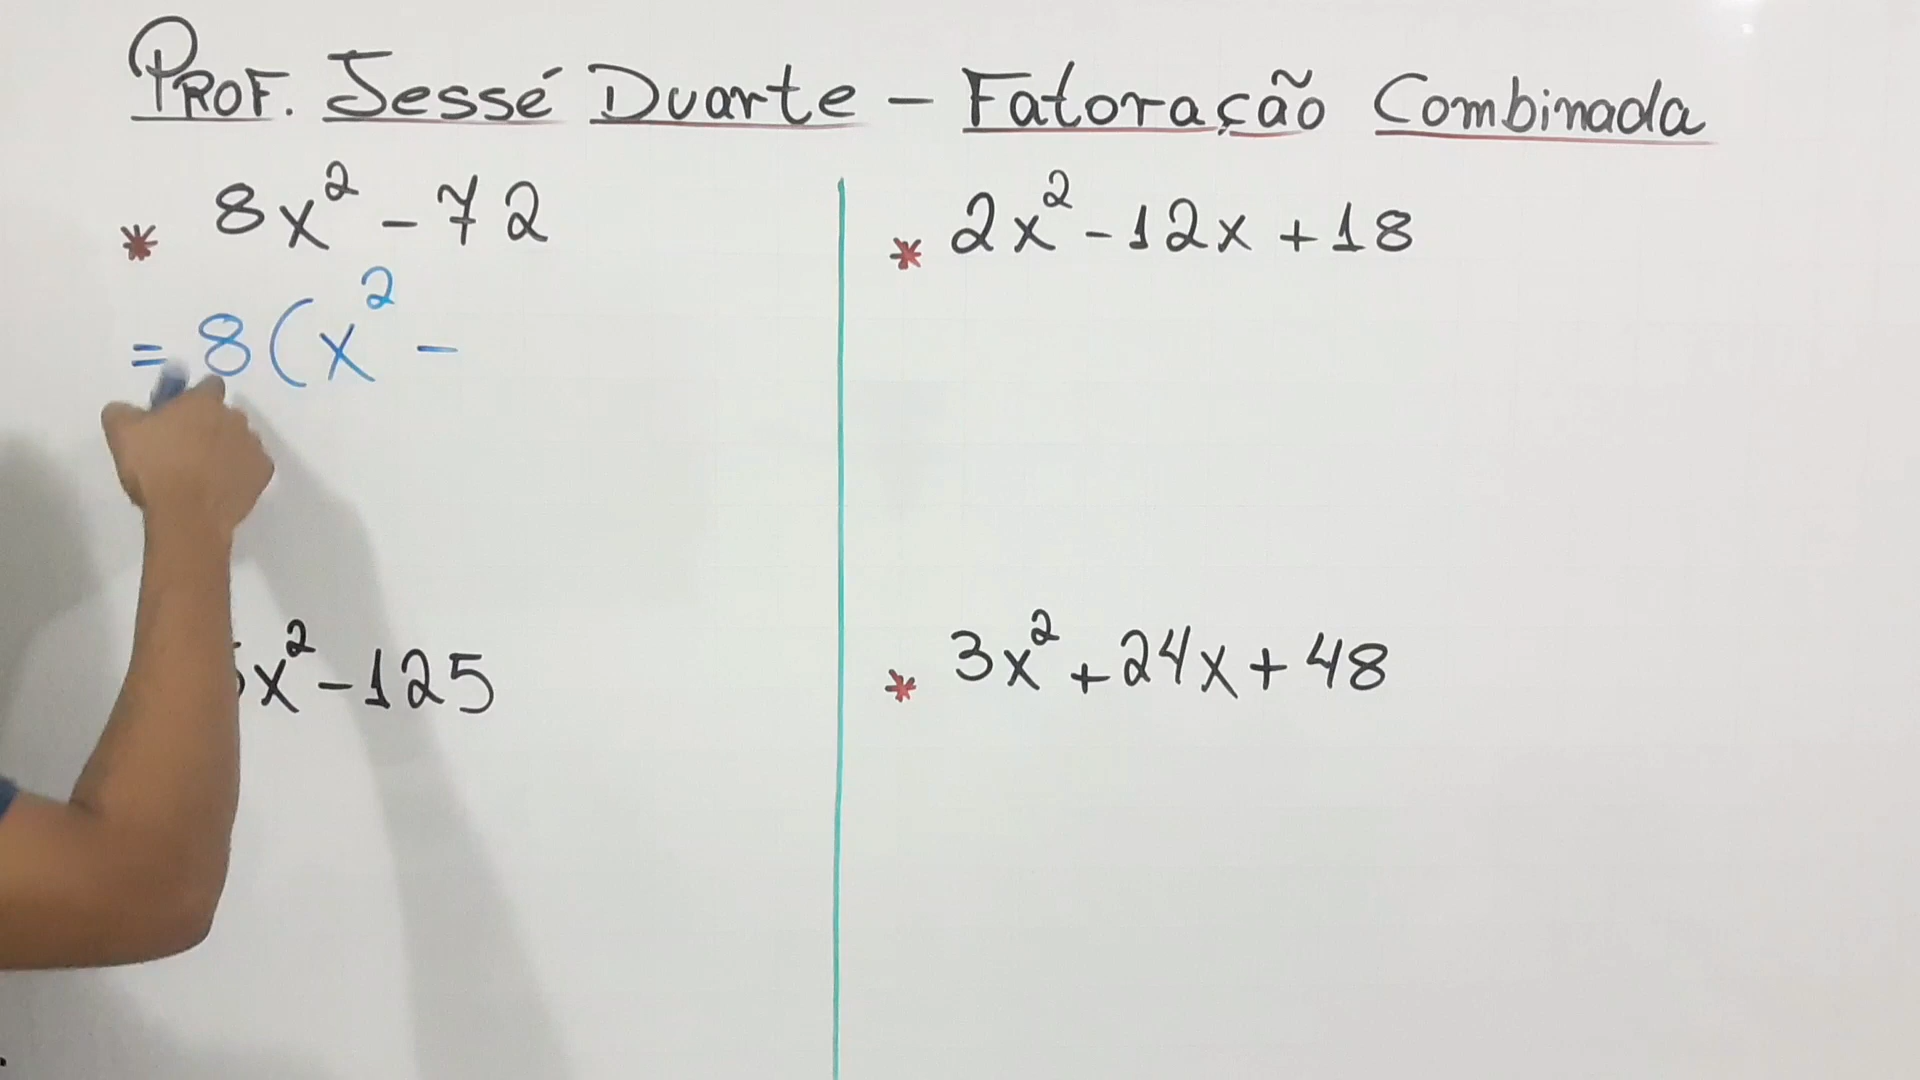 PROF. Jessé Duarte - Fatoração Combinada
* 8x² - 72
= 8(x² -
x² - 125
* 2x² - 12x + 18
* 3x² + 24x + 48